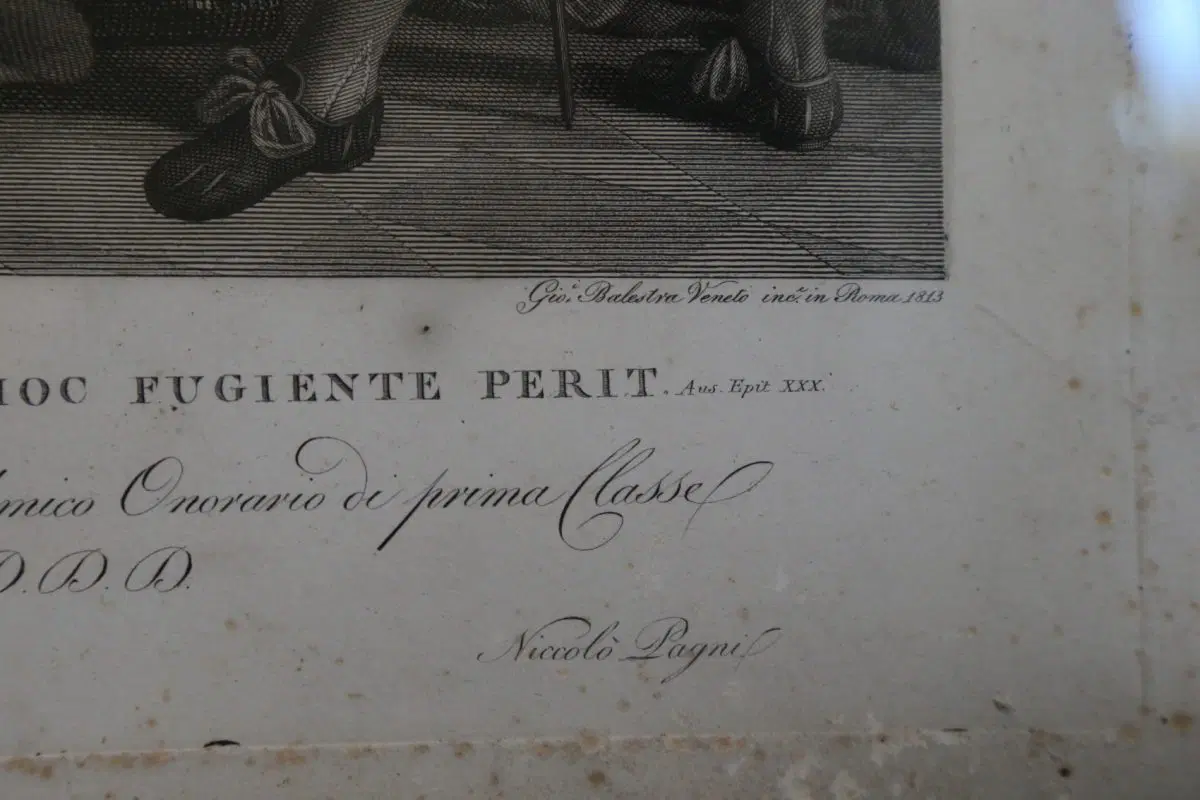 Gio.e Balestra Veneto inc.e in Roma 1813
HOC FUGIENTE PERIT. Aus. Epit XXX.
mico Onorario di prima Classe
D. D. D.
Niccolò Pagni